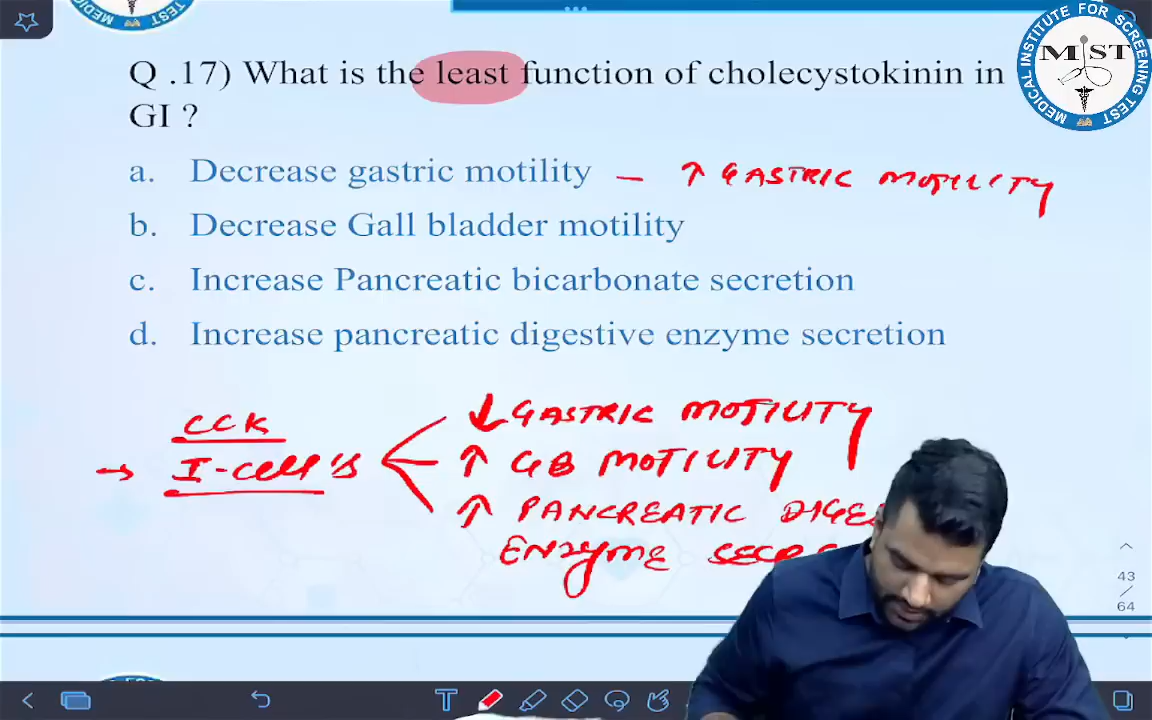 Q .17) What is the least function of cholecystokinin in
GI ?
a. Decrease gastric motility – ↑ GASTRIC MOTILITY
b. Decrease Gall bladder motility
c. Increase Pancreatic bicarbonate secretion
d. Increase pancreatic digestive enzyme secretion
CCK
→ I-cell's
↓ GASTRIC MOTILITY
↑ GB MOTILITY
↑ PANCREATIC
ENZYME
MEDICAL INSTITUTE FOR SCREENING TEST
MIST
43
/
64
T